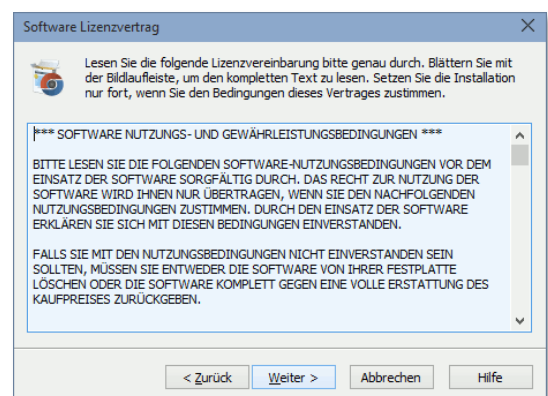 Software Lizenzvertrag
Lesen Sie die folgende Lizenzvereinbarung bitte genau durch. Blättern Sie mit
der Bildlaufleiste, um den kompletten Text zu lesen. Setzen Sie die Installation
nur fort, wenn Sie den Bedingungen dieses Vertrages zustimmen.
*** SOFTWARE NUTZUNGS- UND GEWÄHRLEISTUNGSBEDINGUNGEN ***
BITTE LESEN SIE DIE FOLGENDEN SOFTWARE-NUTZUNGSBEDINGUNGEN VOR DEM
EINSATZ DER SOFTWARE SORGFÄLTIG DURCH. DAS RECHT ZUR NUTZUNG DER
SOFTWARE WIRD IHNEN NUR ÜBERTRAGEN, WENN SIE DEN NACHFOLGENDEN
NUTZUNGSBEDINGUNGEN ZUSTIMMEN. DURCH DEN EINSATZ DER SOFTWARE
ERKLÄREN SIE SICH MIT DIESEN BEDINGUNGEN EINVERSTANDEN.
FALLS SIE MIT DEN NUTZUNGSBEDINGUNGEN NICHT EINVERSTANDEN SEIN
SOLLTEN, MÜSSEN SIE ENTWEDER DIE SOFTWARE VON IHRER FESTPLATTE
LÖSCHEN ODER DIE SOFTWARE KOMPLETT GEGEN EINE VOLLE ERSTATTUNG DES
KAUFPREISES ZURÜCKGEBEN.
< Zurück Weiter > Abbrechen Hilfe